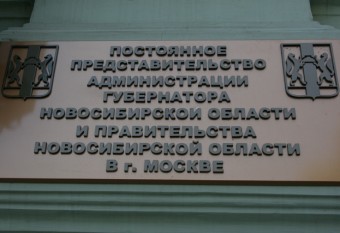 ПОСТОЯННОЕ
ПРЕДСТАВИТЕЛЬСТВО
АДМИНИСТРАЦИИ
ГУБЕРНАТОРА
НОВОСИБИРСКОЙ ОБЛАСТИ
И ПРАВИТЕЛЬСТВА
НОВОСИБИРСКОЙ ОБЛАСТИ
В г. МОСКВЕ